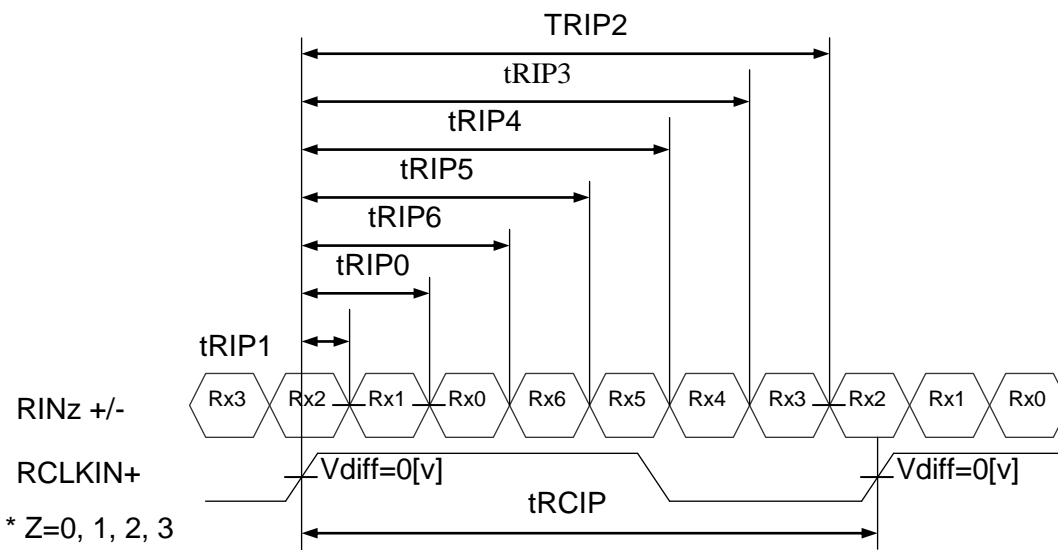 TRIP2
tRIP3
tRIP4
tRIP5
tRIP6
tRIP0
tRIP1
RINz +/- Rx3 Rx2 Rx1 Rx0 Rx6 Rx5 Rx4 Rx3 Rx2 Rx1 Rx0
RCLKIN+ Vdiff=0[v] Vdiff=0[v]
tRCIP
* Z=0, 1, 2, 3